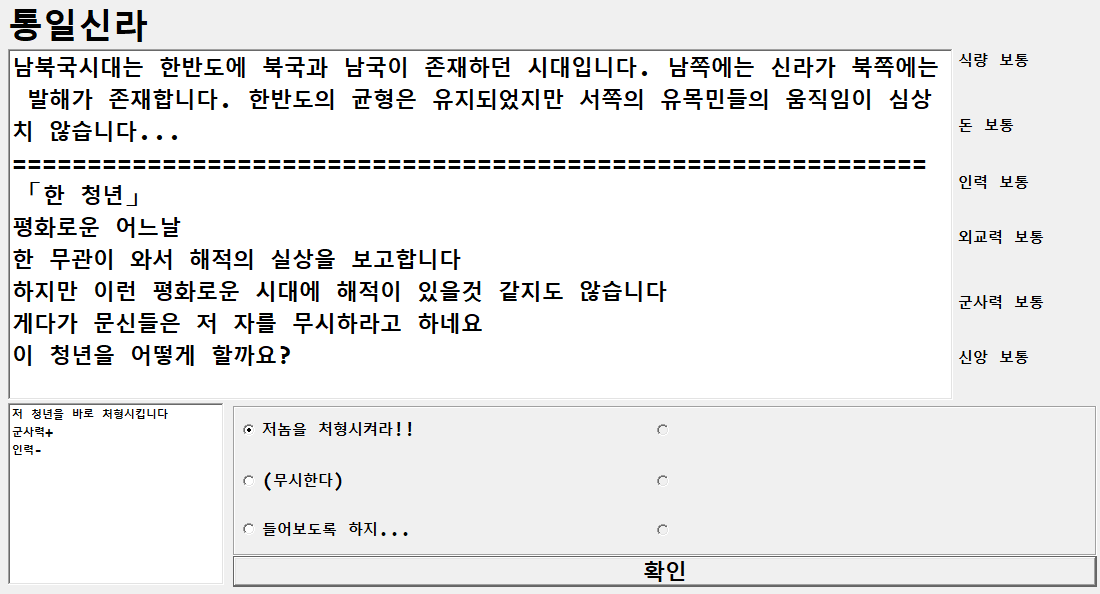 통일신라
남북국시대는 한반도에 북국과 남국이 존재하던 시대입니다. 남쪽에는 신라가 북쪽에는
발해가 존재합니다. 한반도의 균형은 유지되었지만 서쪽의 유목민들의 움직임이 심상
치 않습니다...
=============================================================
「한 청년」
평화로운 어느날
한 무관이 와서 해적의 실상을 보고합니다
하지만 이런 평화로운 시대에 해적이 있을것 같지도 않습니다
게다가 문신들은 저 자를 무시하라고 하네요
이 청년을 어떻게 할까요?
식량 보통
돈 보통
인력 보통
외교력 보통
군사력 보통
신앙 보통
저 청년을 바로 처형시킵니다
군사력+
인력-
저놈을 처형시켜라!!
(무시한다)
들어보도록 하지...
확인